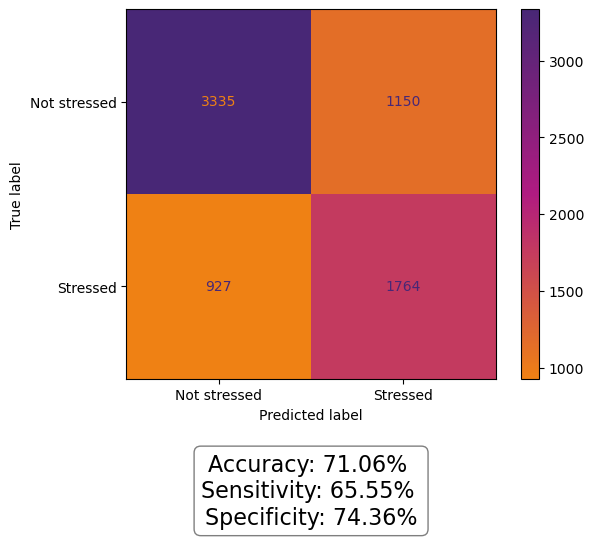 True label
Not stressed
3335
1150
Stressed
927
1764
Not stressed
Stressed
Predicted label
3000
2500
2000
1500
1000
Accuracy: 71.06%
Sensitivity: 65.55%
Specificity: 74.36%